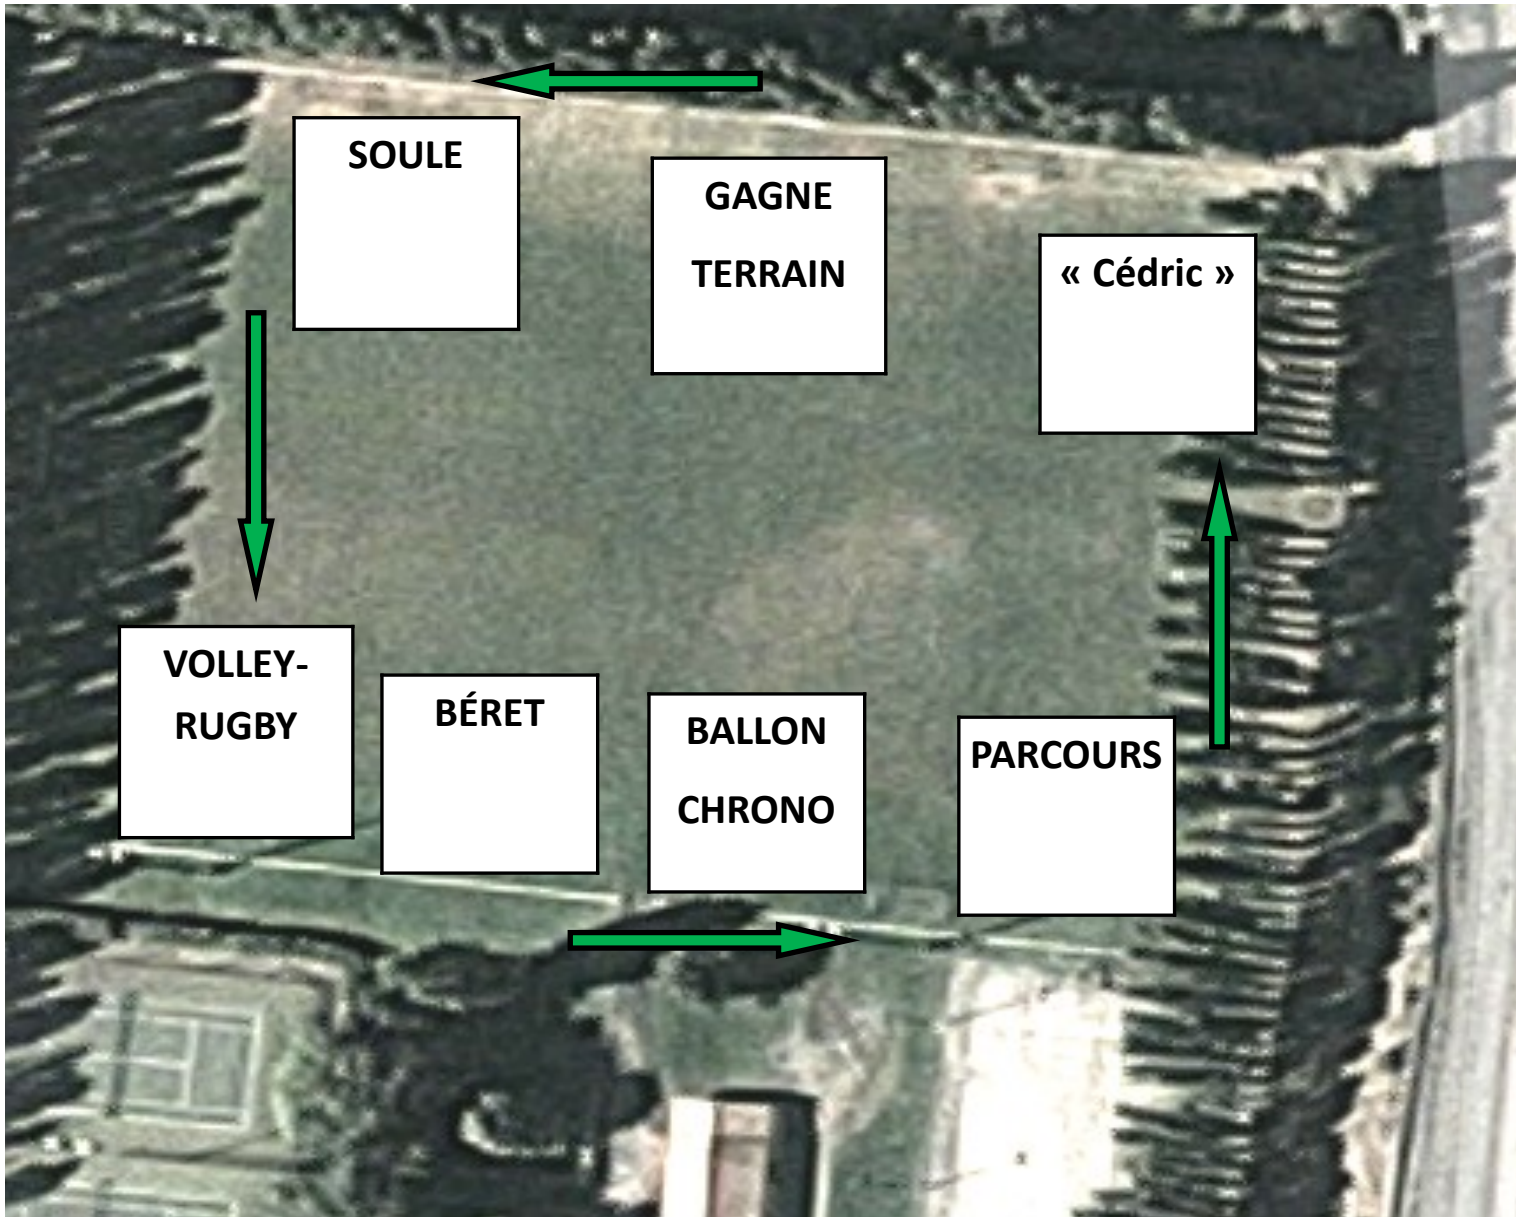 SOULE
GAGNE
TERRAIN
« Cédric »
VOLLEY-
RUGBY
BÉRET
BALLON
CHRONO
PARCOURS